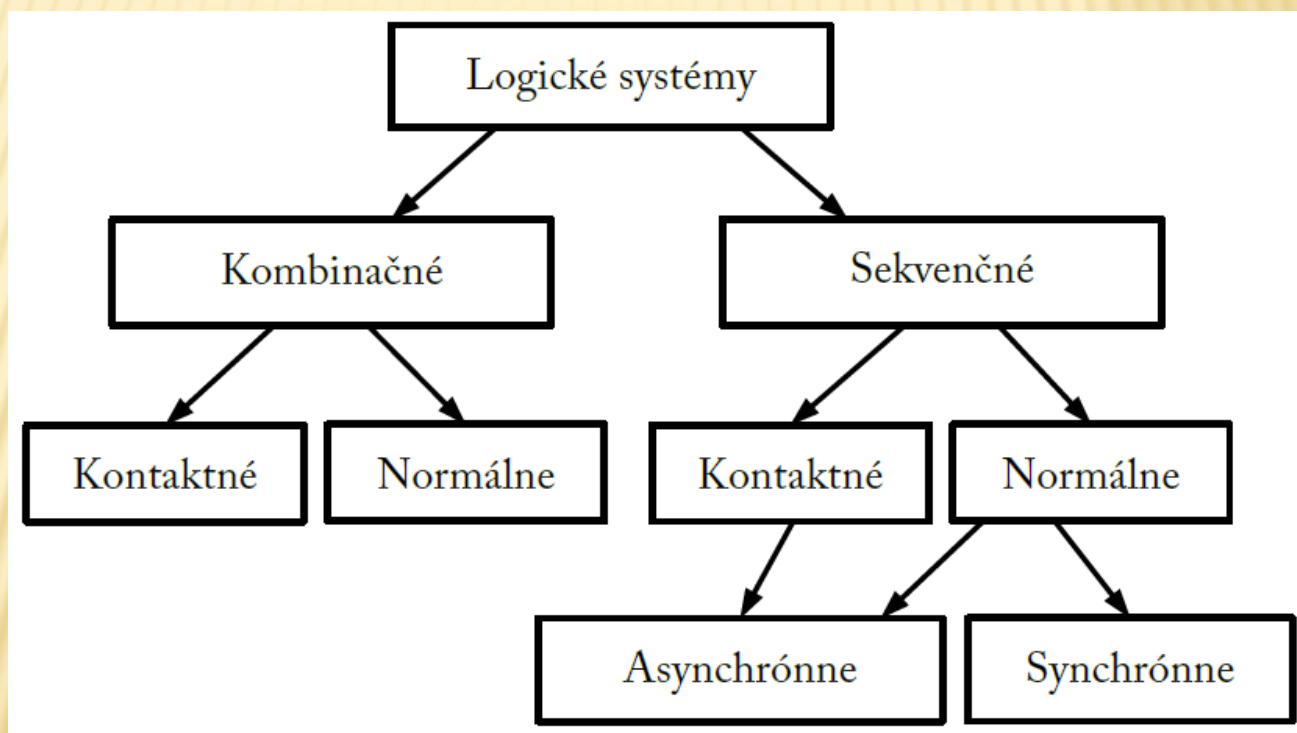 Logické systémy
Kombinačné
Sekvenčné
Kontaktné
Normálne
Kontaktné
Normálne
Asynchrónne
Synchrónne